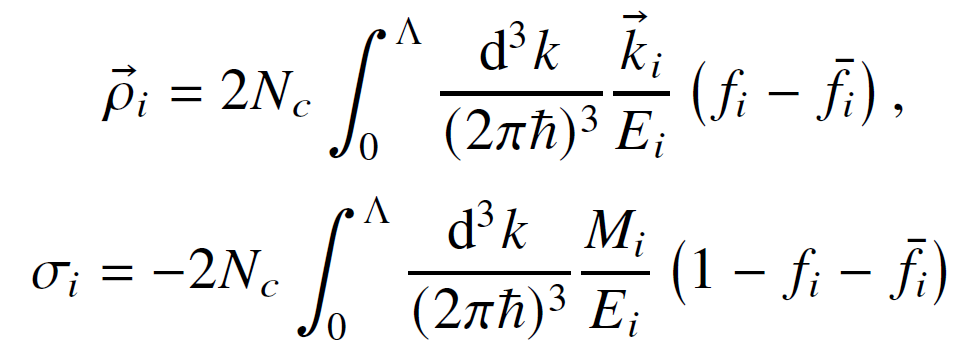 \vec{\rho}_i = 2N_c \int_0^\Lambda \frac{\mathrm{d}^3 k}{(2\pi\hbar)^3} \frac{\vec{k}_i}{E_i} \left( f_i - \bar{f}_i \right),
\sigma_i = -2N_c \int_0^\Lambda \frac{\mathrm{d}^3 k}{(2\pi\hbar)^3} \frac{M_i}{E_i} \left( 1 - f_i - \bar{f}_i \right)